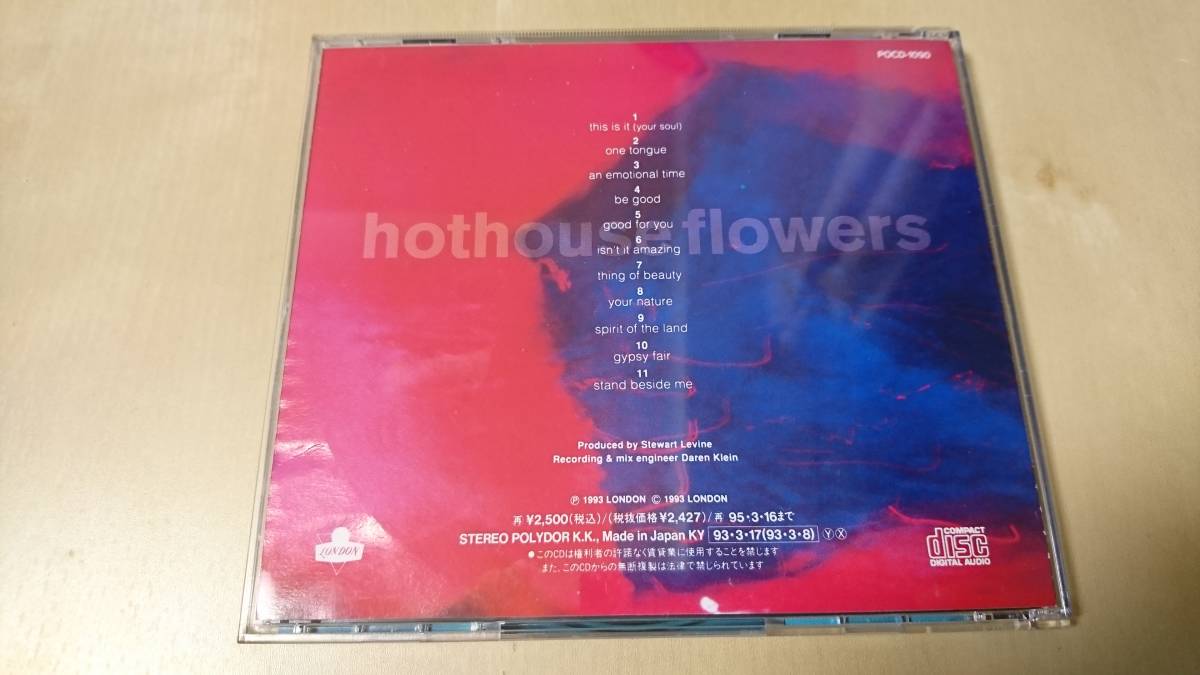 POCD-1090
1
this is it (your soul)
2
one tongue
3
an emotional time
4
be good
hothouse flowers
5
good for you
6
isn't it amazing
7
thing of beauty
8
your nature
9
spirit of the land
10
gypsy fair
11
stand beside me
Produced by Stewart Levine
Recording & mix engineer Daren Klein
Ⓟ 1993 LONDON © 1993 LONDON
再 ¥2,500(税込)/(税抜価格¥2,427)/再 95・3・16まで
STEREO POLYDOR K.K., Made in Japan KY 93・3・17(93・3・8) Ⓨ Ⓧ
●このCDは権利者の許諾なく賃貸業に使用することを禁じます
また、このCDからの無断複製は法律で禁じられています
LONDON
COMPACT
disc
DIGITAL AUDIO